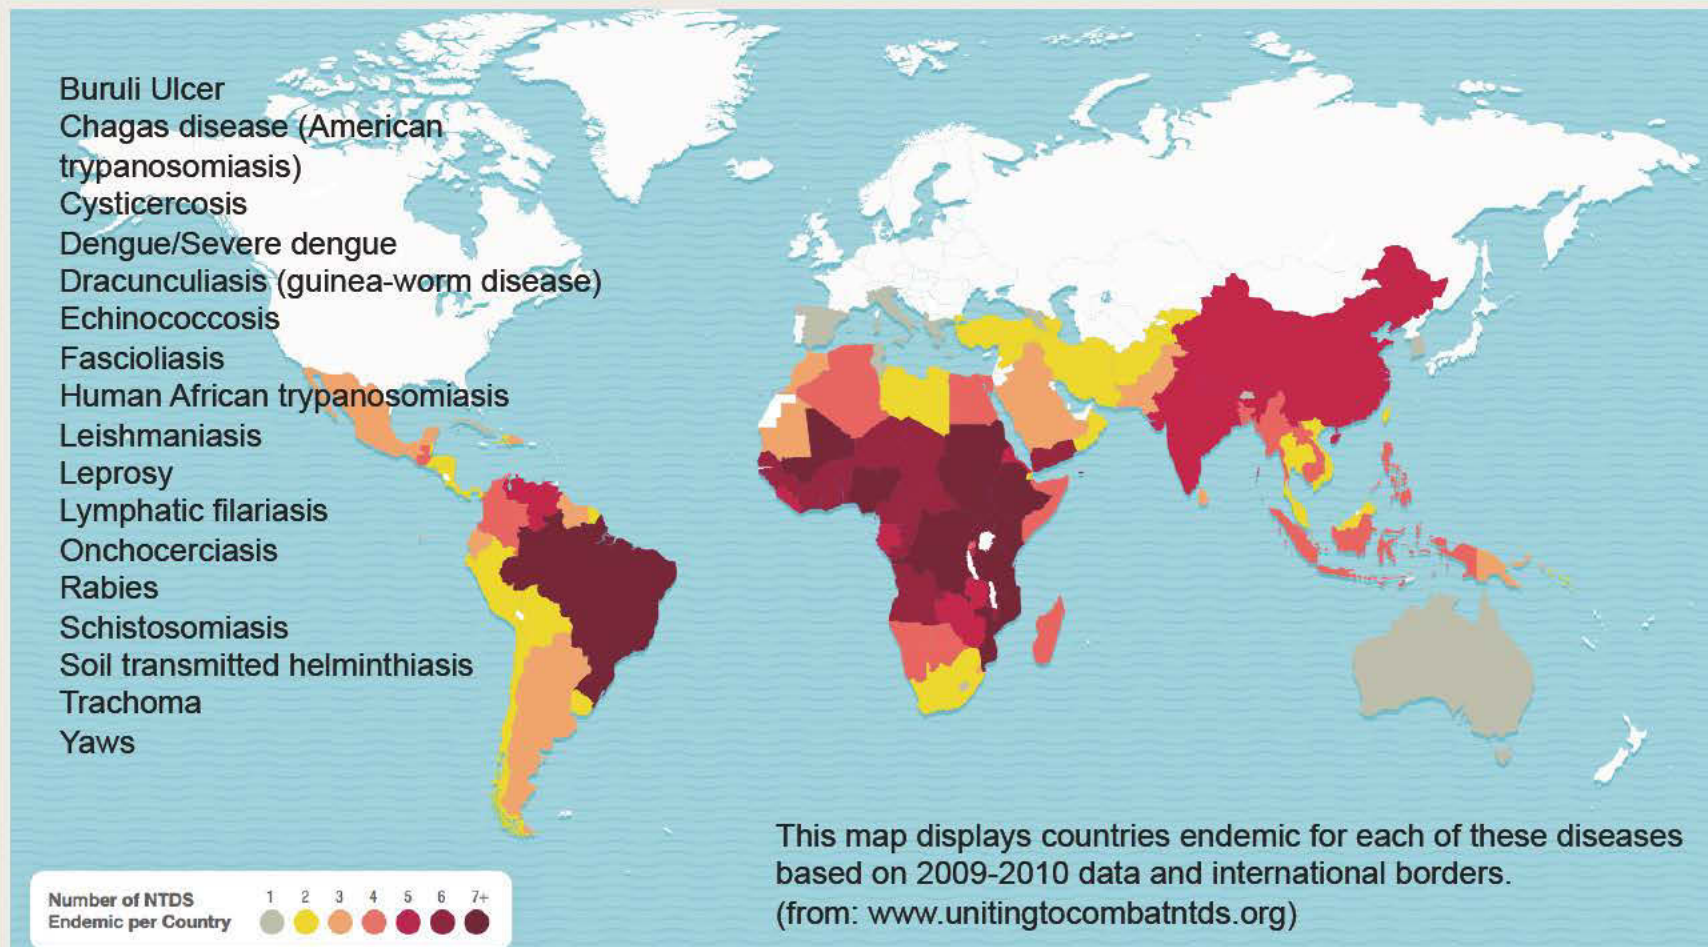 Buruli Ulcer
Chagas disease (American
trypanosomiasis)
Cysticercosis
Dengue/Severe dengue
Dracunculiasis (guinea-worm disease)
Echinococcosis
Fascioliasis
Human African trypanosomiasis
Leishmaniasis
Leprosy
Lymphatic filariasis
Onchocerciasis
Rabies
Schistosomiasis
Soil transmitted helminthiasis
Trachoma
Yaws
This map displays countries endemic for each of these diseases
based on 2009-2010 data and international borders.
(from: www.unitingtocombatntds.org)
Number of NTDS
Endemic per Country
1 2 3 4 5 6 7+